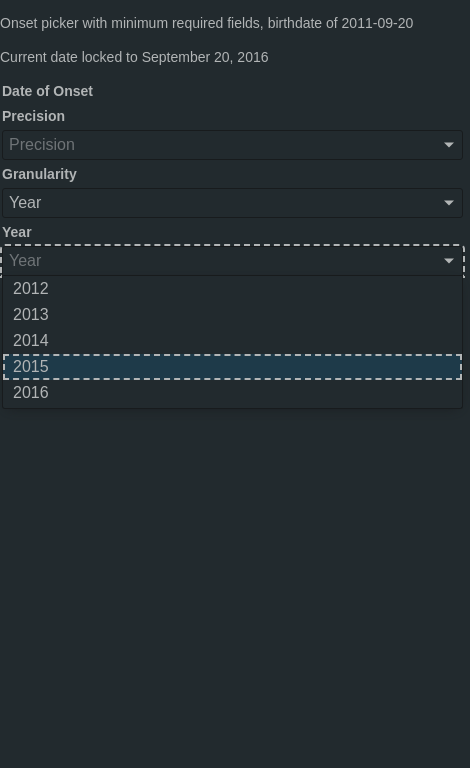 Onset picker with minimum required fields, birthdate of 2011-09-20
Current date locked to September 20, 2016
Date of Onset
Precision
Precision
Granularity
Year
Year
Year
2012
2013
2014
2015
2016